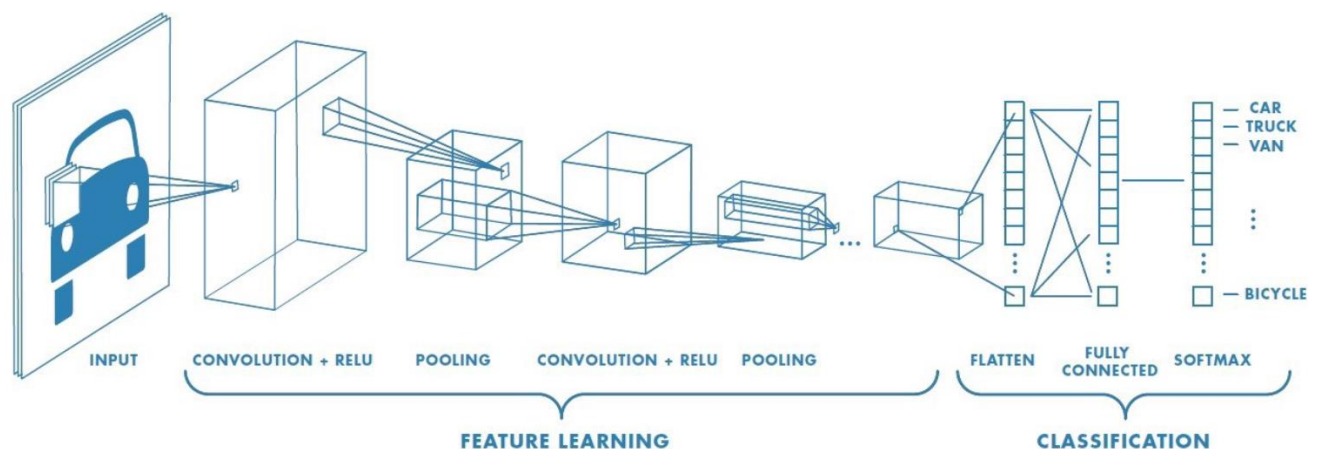 CAR
TRUCK
VAN
BICYCLE
INPUT
CONVOLUTION + RELU
POOLING
CONVOLUTION + RELU
POOLING
FLATTEN
FULLY
CONNECTED
SOFTMAX
FEATURE LEARNING
CLASSIFICATION